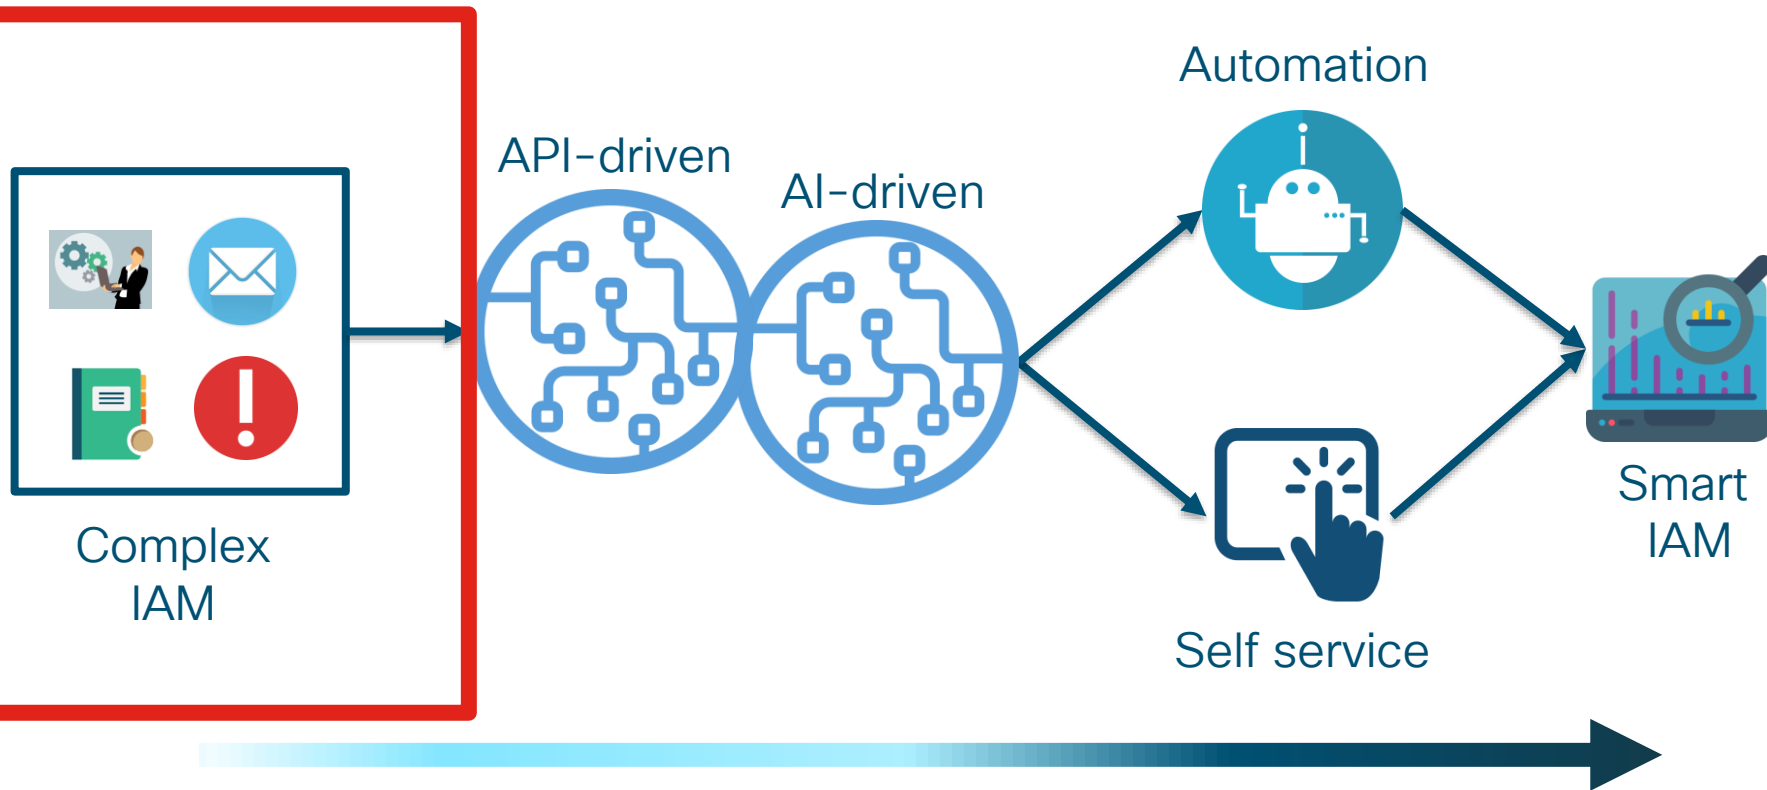 Complex
IAM
API-driven
AI-driven
Automation
Self service
Smart
IAM